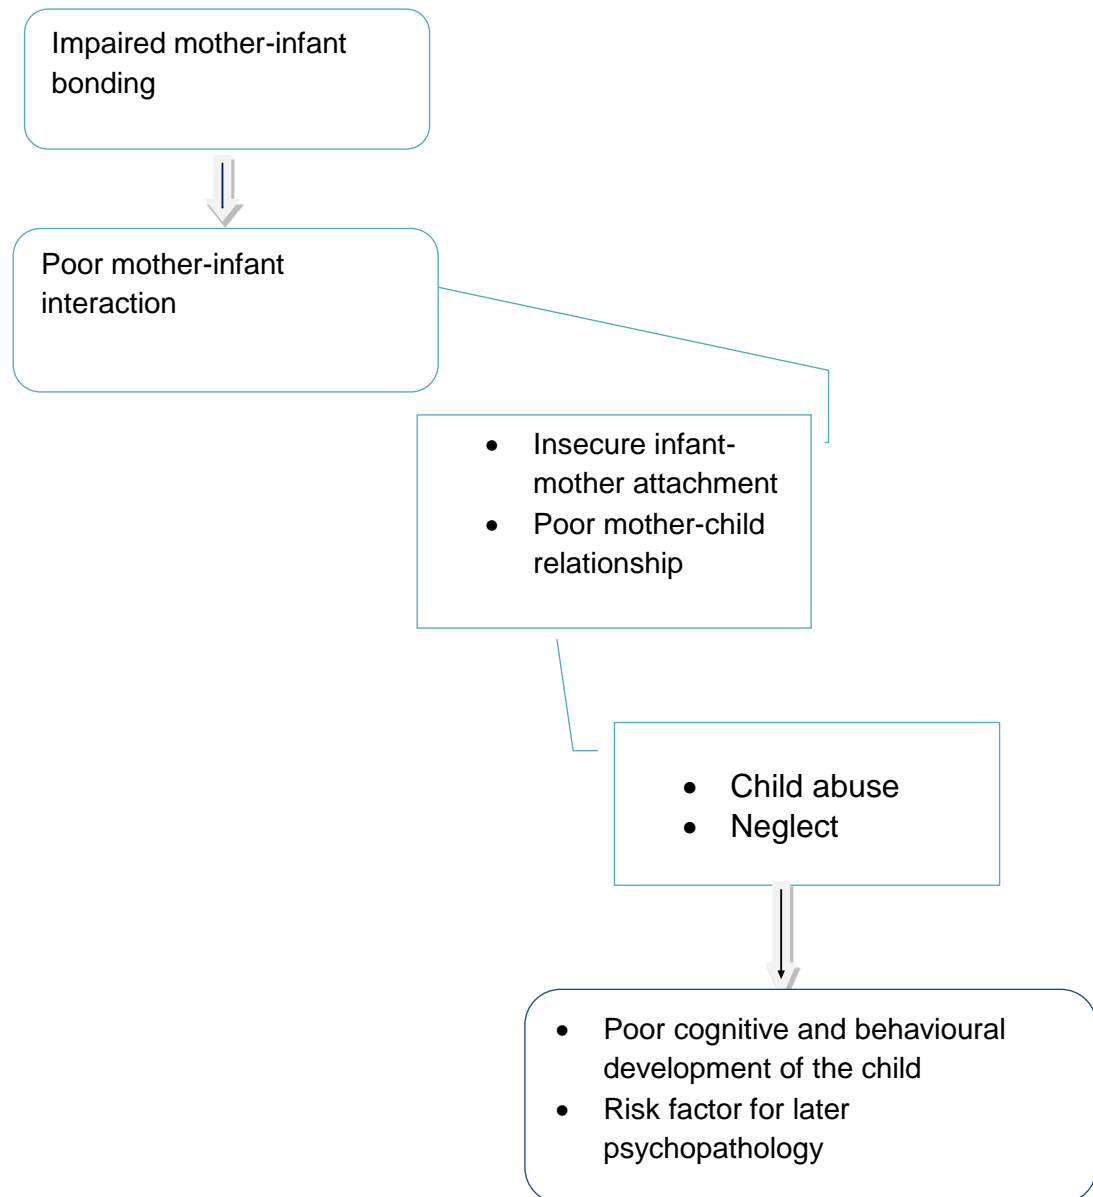 Impaired mother-infant
bonding
Poor mother-infant
interaction
• Insecure infant-
mother attachment
• Poor mother-child
relationship
• Child abuse
• Neglect
• Poor cognitive and behavioural
development of the child
• Risk factor for later
psychopathology